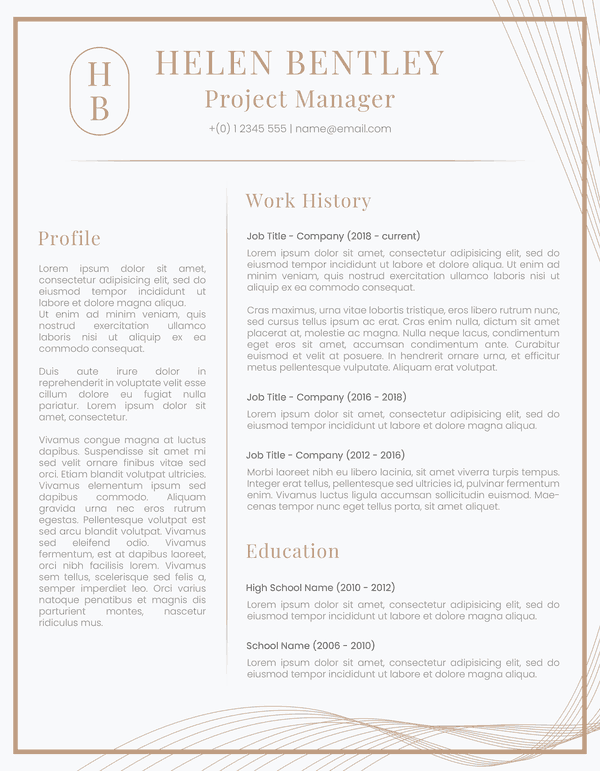 H
B
HELEN BENTLEY
Project Manager
+(0) 1 2345 555 | name@email.com
Profile
Lorem ipsum dolor sit amet,
consectetur adipisicing elit, sed do
eiusmod tempor incididunt ut
labore et dolore magna aliqua.
Ut enim ad minim veniam, quis
nostrud exercitation ullamco
laboris nisi ut aliquip ex ea
commodo consequat.
Duis aute irure dolor in
reprehenderit in voluptate velit esse
cillum dolore eu fugiat nulla
pariatur. Lorem ipsum dolor sit
amet, consectetur.
Vivamus congue magna at luctus
dapibus. Suspendisse sit amet mi
sed velit ornare finibus vitae sed
orci. Etiam blandit volutpat ultricies.
Vivamus elementum ipsum sed
dapibus commodo. Aliquam
gravida urna nec eros rutrum
egestas. Pellentesque volutpat est
sed arcu blandit volutpat. Vivamus
sed eleifend odio. Vivamus
fermentum, est at dapibus laoreet,
orci nibh facilisis lorem. Vivamus
sem tellus, scelerisque sed felis a,
semper imperdiet leo. Orci varius
natoque penatibus et magnis dis
parturient montes, nascetur
ridiculus mus.
Work History
Job Title - Company (2018 - current)
Lorem ipsum dolor sit amet, consectetur adipisicing elit, sed do
eiusmod tempor incididunt ut labore et dolore aliqua. Ut enim ad
minim veniam, quis nostrud exercitation ullamco laboris nisi ut
aliquip ex ea commodo consequat.
Cras maximus, urna vitae lobortis tristique, eros libero rutrum nunc,
sed cursus tellus ipsum ac erat. Cras enim nulla, dictum sit amet
placerat at, molestie ac magna. Nulla neque lacus, condimentum
eget eros sit amet, accumsan condimentum ante. Curabitur
euismod et velit at posuere. In hendrerit ornare urna, et efficitur
metus pellentesque vulputate. Aliquam erat volutpat.
Job Title - Company (2016 - 2018)
Lorem ipsum dolor sit amet, consectetur adipisicing elit, sed do
eiusmod tempor incididunt ut labore et dolore magna aliqua.
Job Title - Company (2012 - 2016)
Morbi laoreet nibh eu libero lacinia, sit amet viverra turpis tempus.
Integer erat tellus, pellentesque sed ultricies id, pulvinar fermentum
enim. Vivamus luctus ligula accumsan sollicitudin euismod. Mae-
cenas tempor nunc eget tellus porta, sit amet aliquet.
Education
High School Name (2010 - 2012)
Lorem ipsum dolor sit amet, consectetur adipisicing elit, sed do
eiusmod tempor incididunt ut labore et dolore magna aliqua.
School Name (2006 - 2010)
Lorem ipsum dolor sit amet, consectetur adipisicing elit, sed do
eiusmod tempor incididunt ut labore et dolore magna aliqua.